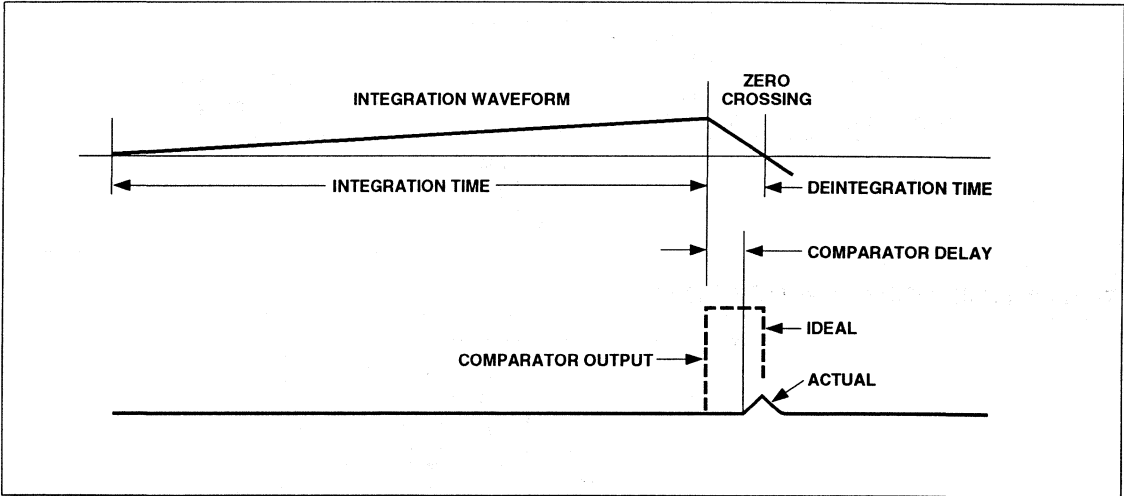 ZERO
CROSSING
INTEGRATION WAVEFORM
INTEGRATION TIME
DEINTEGRATION TIME
COMPARATOR DELAY
IDEAL
COMPARATOR OUTPUT
ACTUAL